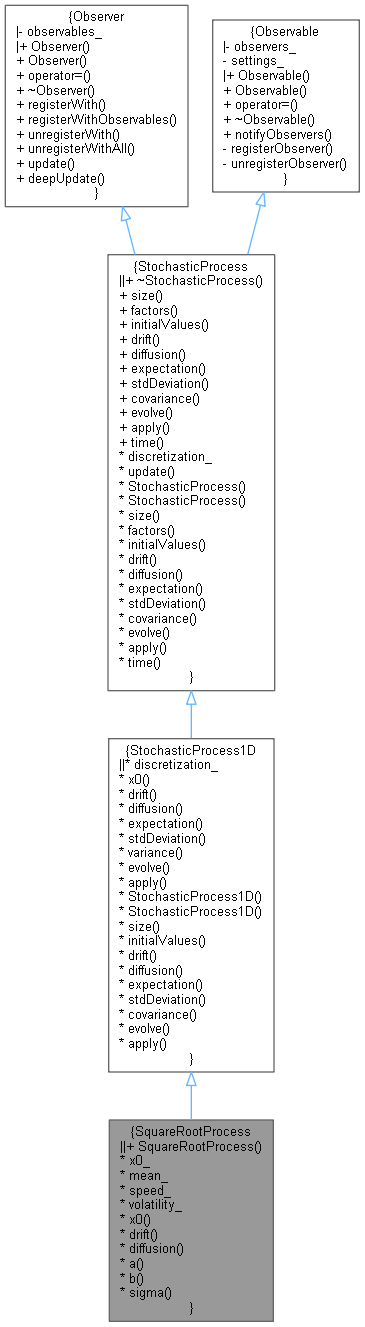 {Observer
|- observables_
|+ Observer()
+ Observer()
+ operator=()
+ ~Observer()
+ registerWith()
+ registerWithObservables()
+ unregisterWith()
+ unregisterWithAll()
+ update()
+ deepUpdate()
}
{Observable
|- observers_
- settings_
|+ Observable()
+ Observable()
+ operator=()
+ ~Observable()
+ notifyObservers()
- registerObserver()
- unregisterObserver()
}
{StochasticProcess
||+ ~StochasticProcess()
+ size()
+ factors()
+ initialValues()
+ drift()
+ diffusion()
+ expectation()
+ stdDeviation()
+ covariance()
+ evolve()
+ apply()
+ time()
* discretization_
* update()
* StochasticProcess()
* StochasticProcess()
* size()
* factors()
* initialValues()
* drift()
* diffusion()
* expectation()
* stdDeviation()
* covariance()
* evolve()
* apply()
* time()
}
{StochasticProcess1D
||* discretization_
* x0()
* drift()
* diffusion()
* expectation()
* stdDeviation()
* variance()
* evolve()
* apply()
* StochasticProcess1D()
* StochasticProcess1D()
* size()
* initialValues()
* drift()
* diffusion()
* expectation()
* stdDeviation()
* covariance()
* evolve()
* apply()
}
{SquareRootProcess
||+ SquareRootProcess()
* x0_
* mean_
* speed_
* volatility_
* x0()
* drift()
* diffusion()
* a()
* b()
* sigma()
}